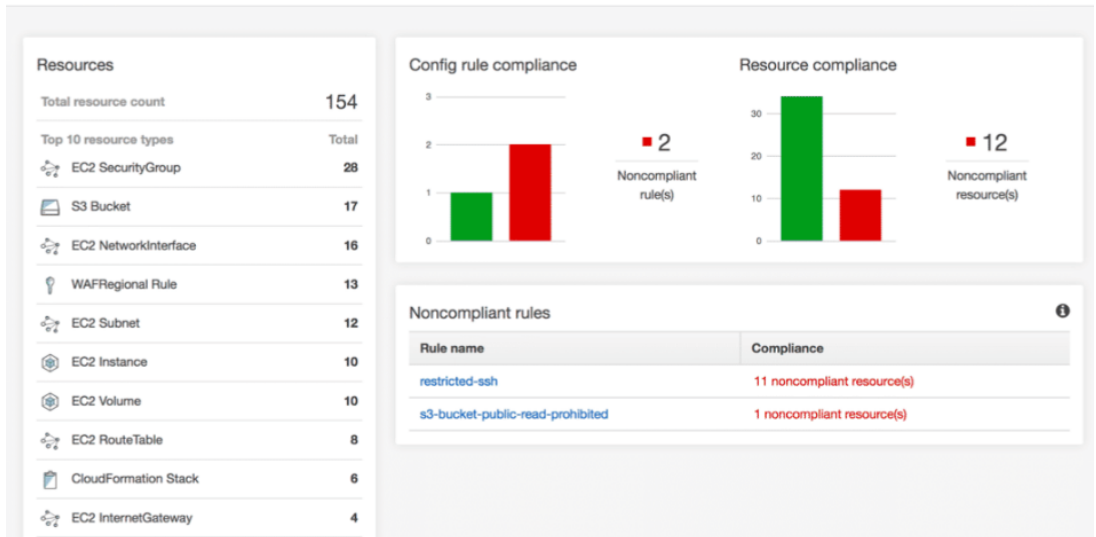 Resources
Total resource count 154
Top 10 resource types Total
EC2 SecurityGroup 28
S3 Bucket 17
EC2 NetworkInterface 16
WAFRegional Rule 13
EC2 Subnet 12
EC2 Instance 10
EC2 Volume 10
EC2 RouteTable 8
CloudFormation Stack 6
EC2 InternetGateway 4
Config rule compliance
3
2
1
0
2
Noncompliant
rule(s)
Resource compliance
30
20
10
0
12
Noncompliant
resource(s)
Noncompliant rules
Rule name Compliance
restricted-ssh 11 noncompliant resource(s)
s3-bucket-public-read-prohibited 1 noncompliant resource(s)